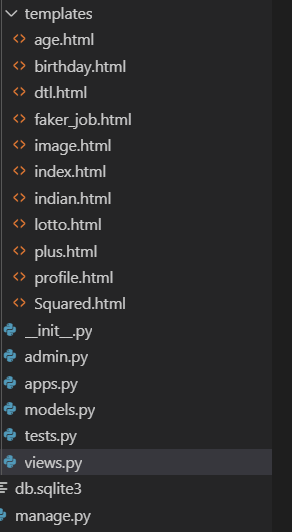 templates
age.html
birthday.html
dtl.html
faker_job.html
image.html
index.html
indian.html
lotto.html
plus.html
profile.html
Squared.html
__init__.py
admin.py
apps.py
models.py
tests.py
views.py
db.sqlite3
manage.py